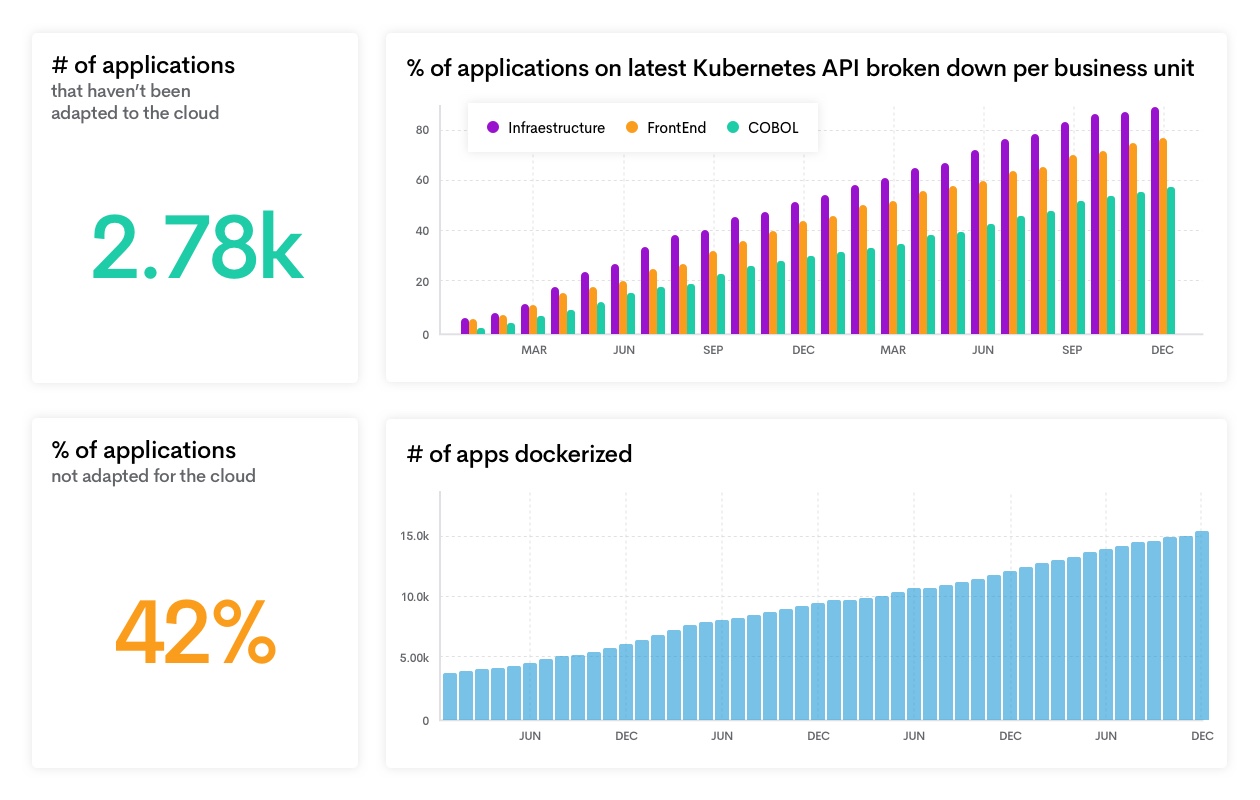 # of applications
that haven’t been
adapted to the cloud
2.78k
% of applications on latest Kubernetes API broken down per business unit
Infraestructure FrontEnd COBOL
80
60
40
20
0
MAR JUN SEP DEC MAR JUN SEP DEC
% of applications
not adapted for the cloud
42%
# of apps dockerized
15.0k
10.0k
5.00k
0
JUN DEC JUN DEC JUN DEC JUN DEC